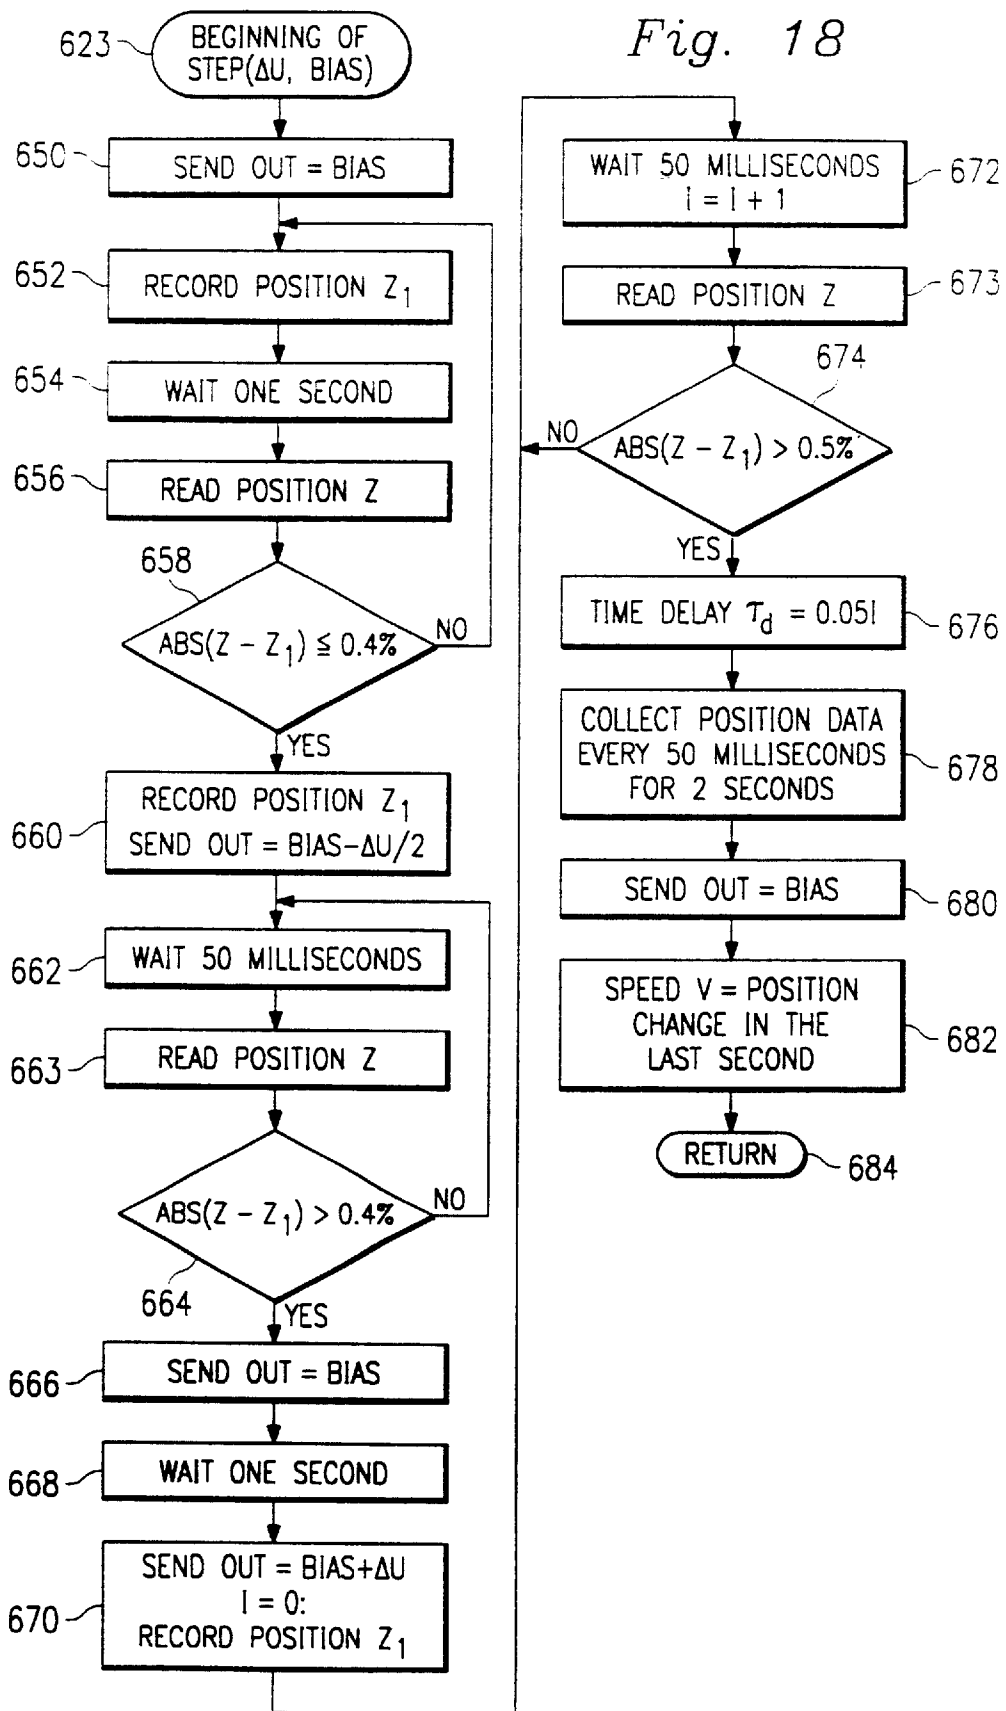 Fig. 18
623
BEGINNING OF
STEP(ΔU, BIAS)
650
SEND OUT = BIAS
652
RECORD POSITION Z₁
654
WAIT ONE SECOND
656
READ POSITION Z
658
ABS(Z – Z₁) ≦ 0.4%
NO
YES
660
RECORD POSITION Z₁
SEND OUT = BIAS–ΔU/2
662
WAIT 50 MILLISECONDS
663
READ POSITION Z
ABS(Z – Z₁) > 0.4%
NO
664
YES
666
SEND OUT = BIAS
668
WAIT ONE SECOND
670
SEND OUT = BIAS+ΔU
I = 0:
RECORD POSITION Z₁
WAIT 50 MILLISECONDS
I = I + 1
672
READ POSITION Z
673
674
NO
ABS(Z – Z₁) > 0.5%
YES
TIME DELAY τd = 0.05I
676
COLLECT POSITION DATA
EVERY 50 MILLISECONDS
FOR 2 SECONDS
678
SEND OUT = BIAS
680
SPEED V = POSITION
CHANGE IN THE
LAST SECOND
682
RETURN
684